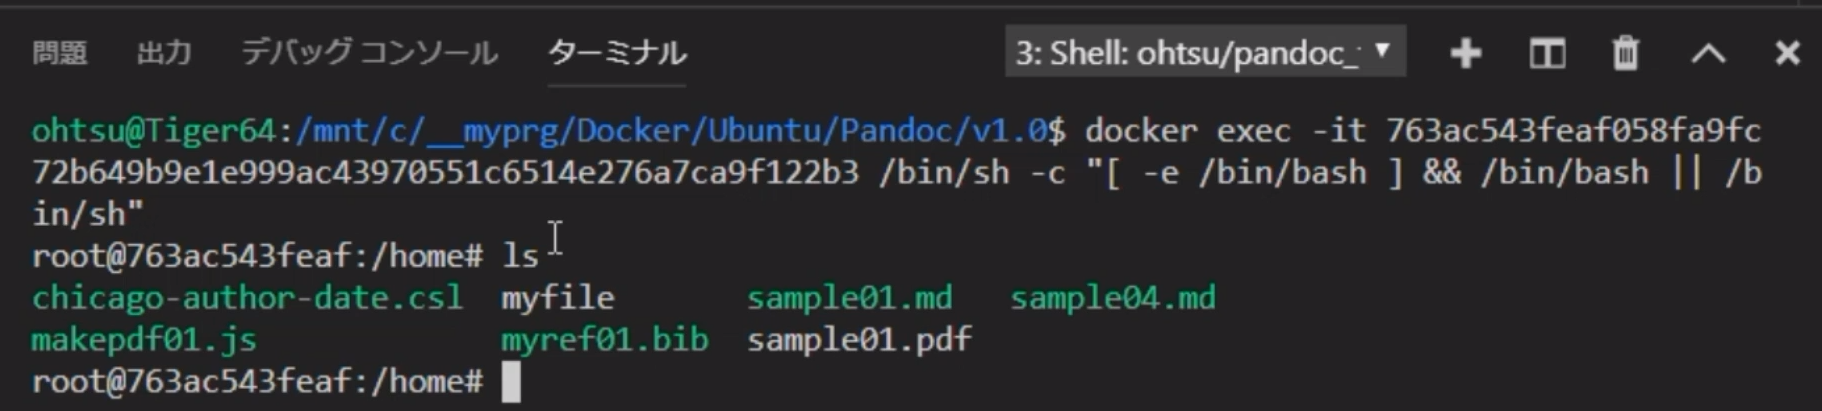 問題 出力 デバッグ コンソール ターミナル 3: Shell: ohtsu/pandoc_
ohtsu@Tiger64:/mnt/c/__myprg/Docker/Ubuntu/Pandoc/v1.0$ docker exec -it 763ac543feaf058fa9fc
72b649b9e1e999ac43970551c6514e276a7ca9f122b3 /bin/sh -c "[ -e /bin/bash ] && /bin/bash || /b
in/sh"
root@763ac543feaf:/home# ls
chicago-author-date.csl myfile sample01.md sample04.md
makepdf01.js myref01.bib sample01.pdf
root@763ac543feaf:/home#